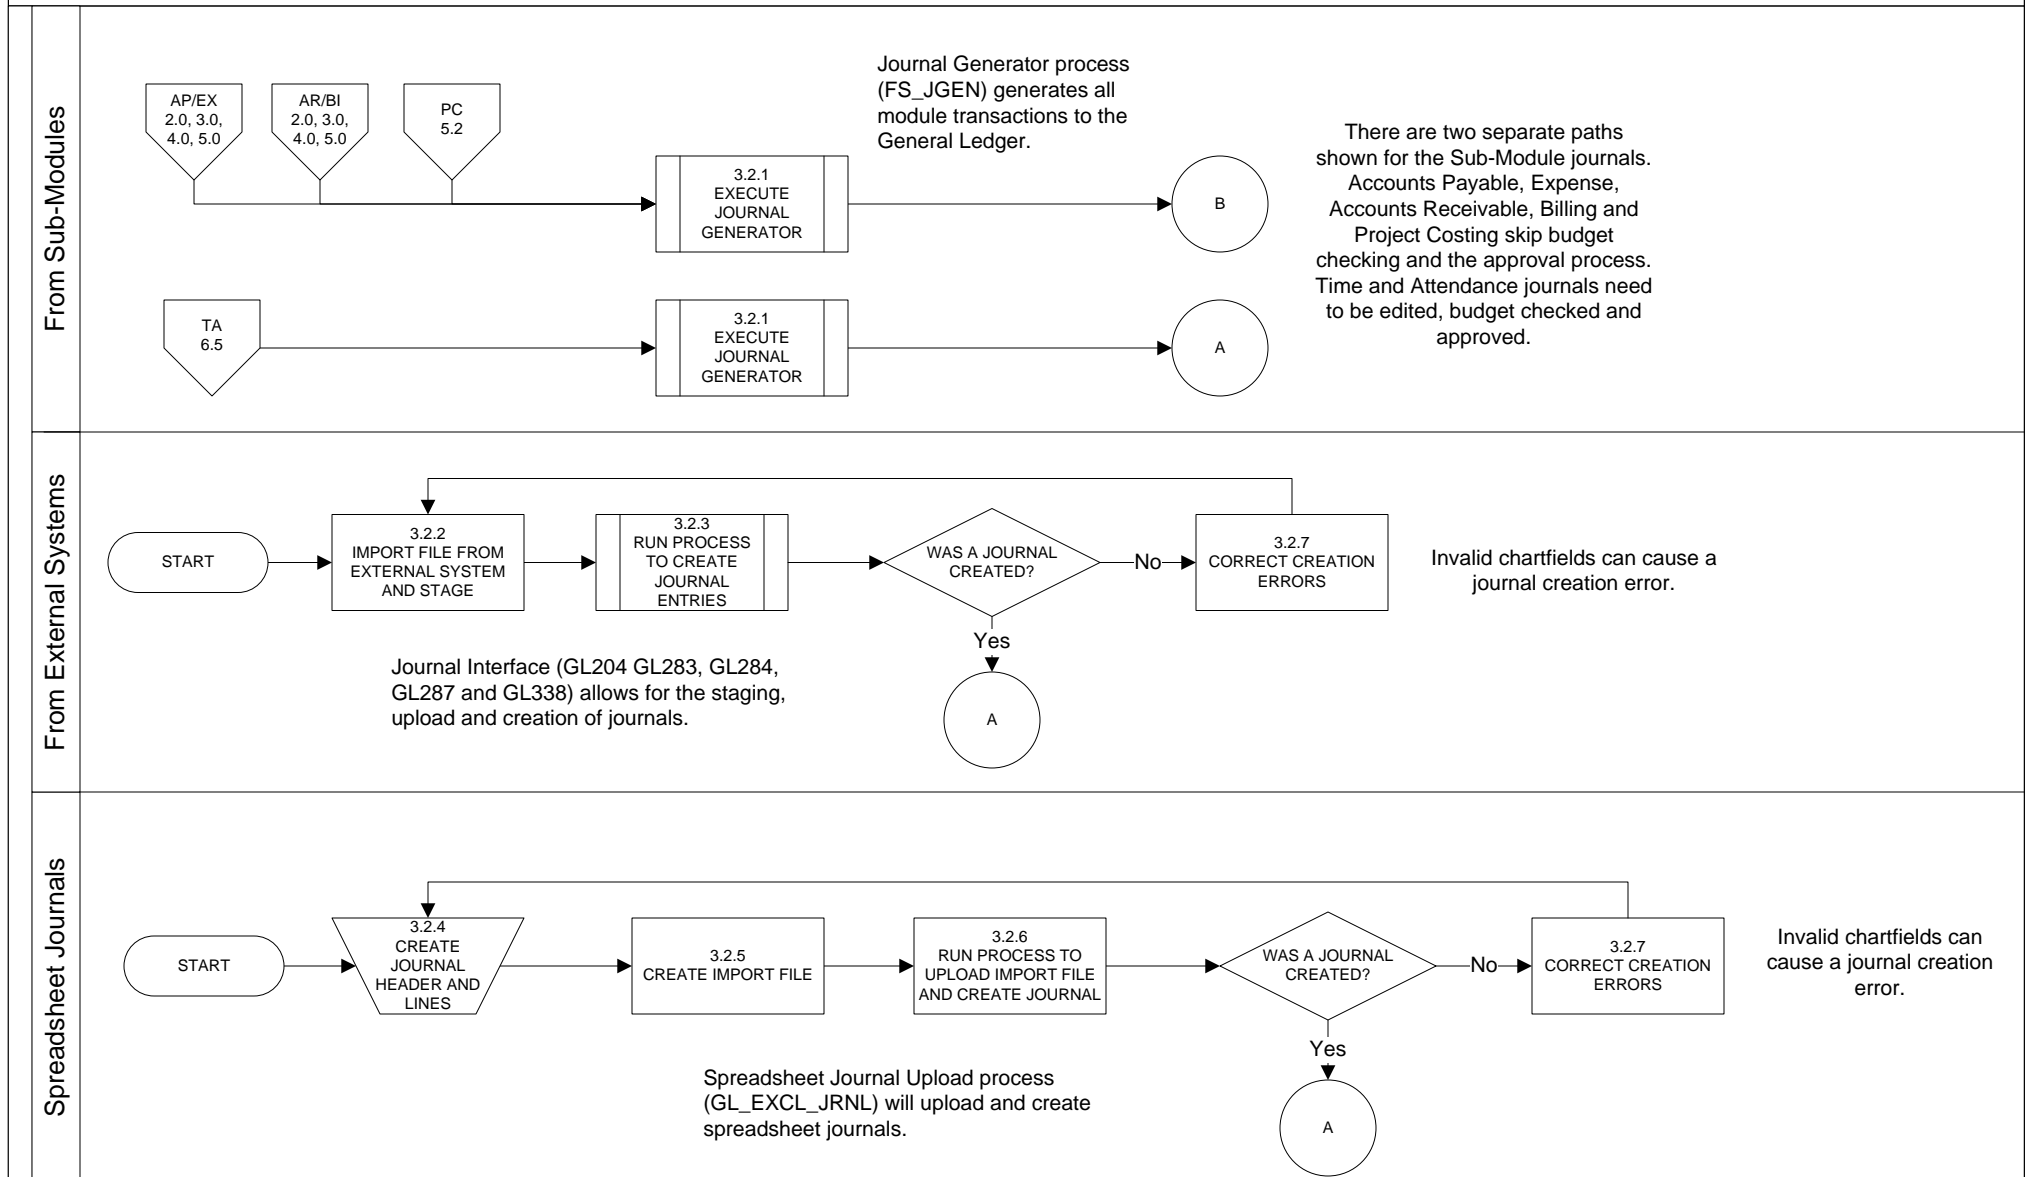 From Sub-Modules
AP/EX
2.0, 3.0,
4.0, 5.0
AR/BI
2.0, 3.0,
4.0, 5.0
PC
5.2
Journal Generator process
(FS_JGEN) generates all
module transactions to the
General Ledger.
3.2.1
EXECUTE
JOURNAL
GENERATOR
B
There are two separate paths
shown for the Sub-Module journals.
Accounts Payable, Expense,
Accounts Receivable, Billing and
Project Costing skip budget
checking and the approval process.
Time and Attendance journals need
to be edited, budget checked and
approved.
TA
6.5
3.2.1
EXECUTE
JOURNAL
GENERATOR
A
From External Systems
START
3.2.2
IMPORT FILE FROM
EXTERNAL SYSTEM
AND STAGE
3.2.3
RUN PROCESS
TO CREATE
JOURNAL
ENTRIES
WAS A JOURNAL
CREATED?
No
3.2.7
CORRECT CREATION
ERRORS
Invalid chartfields can cause a
journal creation error.
Yes
A
Journal Interface (GL204 GL283, GL284,
GL287 and GL338) allows for the staging,
upload and creation of journals.
Spreadsheet Journals
START
3.2.4
CREATE
JOURNAL
HEADER AND
LINES
3.2.5
CREATE IMPORT FILE
3.2.6
RUN PROCESS TO
UPLOAD IMPORT FILE
AND CREATE JOURNAL
WAS A JOURNAL
CREATED?
No
3.2.7
CORRECT CREATION
ERRORS
Invalid chartfields can
cause a journal creation
error.
Yes
A
Spreadsheet Journal Upload process
(GL_EXCL_JRNL) will upload and create
spreadsheet journals.